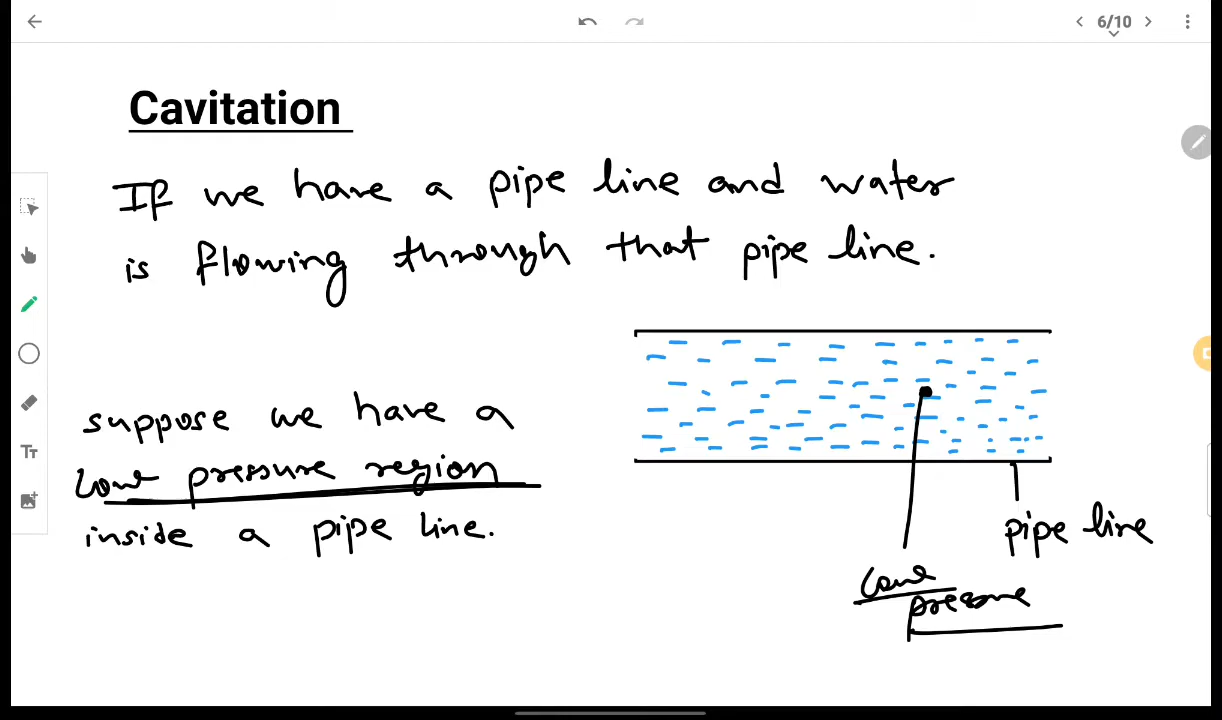 6/10
Cavitation
If we have a pipe line and water
is flowing through that pipe line.
suppose we have a
low pressure region
inside a pipe line.
pipe line
low
pressure
Tт